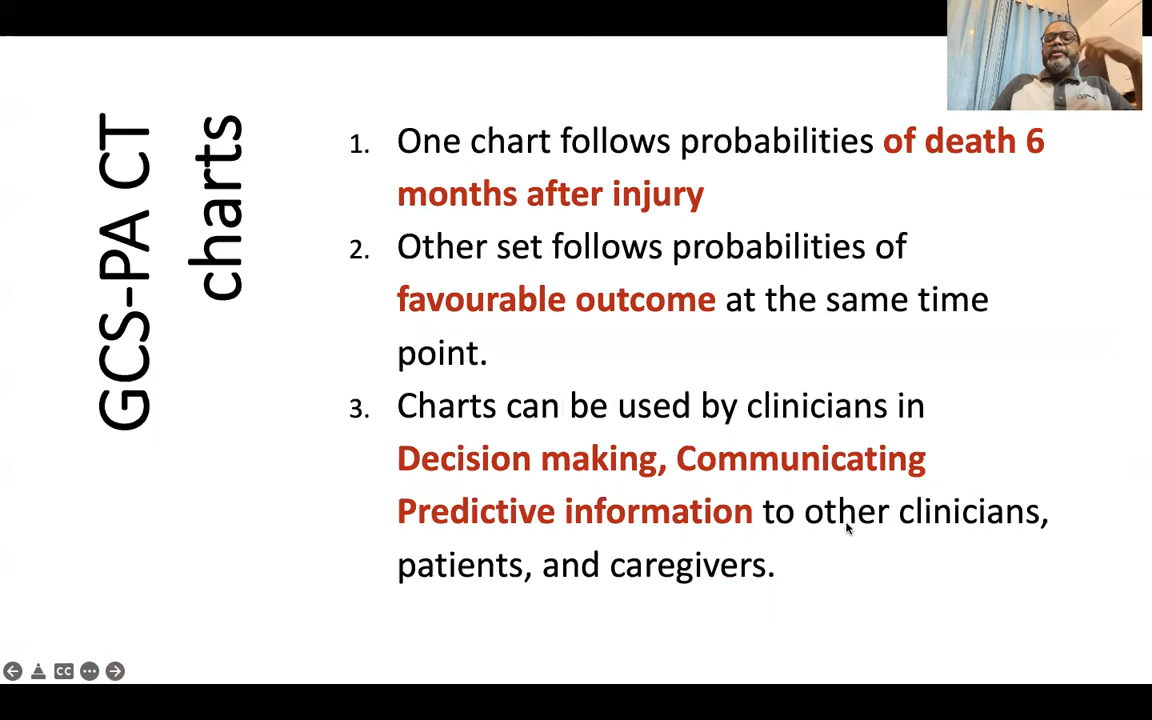 GCS-PA CT
charts
1. One chart follows probabilities of death 6
months after injury
2. Other set follows probabilities of
favourable outcome at the same time
point.
3. Charts can be used by clinicians in
Decision making, Communicating
Predictive information to other clinicians,
patients, and caregivers.
CC